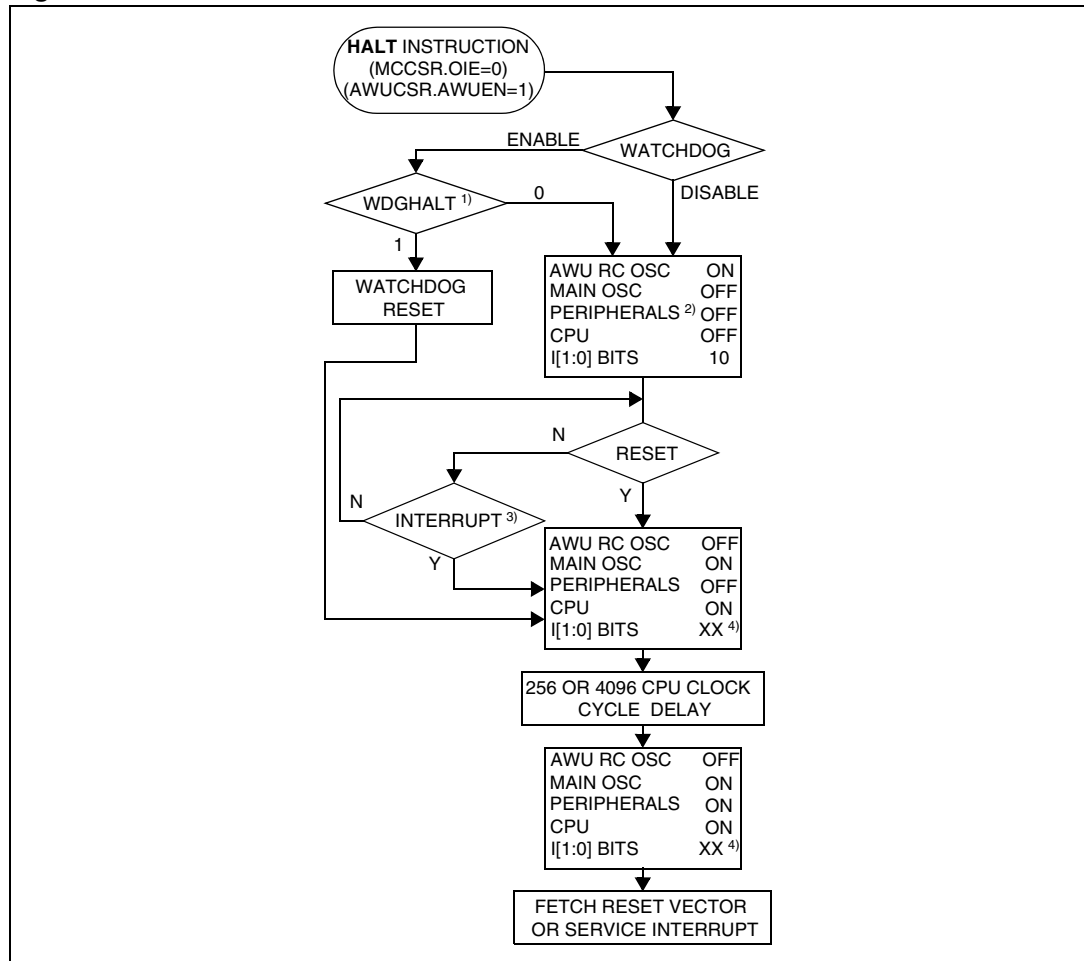 HALT INSTRUCTION
(MCCSR.OIE=0)
(AWUCSR.AWUEN=1)
ENABLE
WATCHDOG
DISABLE
WDGHALT 1)
0
1
WATCHDOG
RESET
AWU RC OSC ON
MAIN OSC OFF
PERIPHERALS 2) OFF
CPU OFF
I[1:0] BITS 10
N
RESET
Y
N
INTERRUPT 3)
Y
AWU RC OSC OFF
MAIN OSC ON
PERIPHERALS OFF
CPU ON
I[1:0] BITS XX 4)
256 OR 4096 CPU CLOCK
CYCLE DELAY
AWU RC OSC OFF
MAIN OSC ON
PERIPHERALS ON
CPU ON
I[1:0] BITS XX 4)
FETCH RESET VECTOR
OR SERVICE INTERRUPT